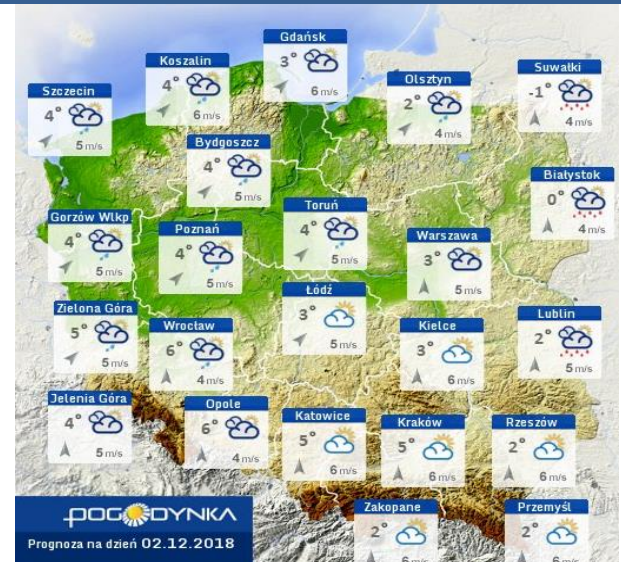 Gdańsk
3°
6 m/s
Koszalin
4°
6 m/s
Suwałki
-1°
4 m/s
Olsztyn
2°
4 m/s
Szczecin
4°
5 m/s
Bydgoszcz
4°
5 m/s
Białystok
0°
4 m/s
Toruń
4°
5 m/s
Gorzów Wlkp
4°
5 m/s
Poznań
4°
5 m/s
Warszawa
3°
5 m/s
Łódź
3°
5 m/s
Zielona Góra
5°
5 m/s
Wrocław
6°
4 m/s
Kielce
3°
6 m/s
Lublin
2°
5 m/s
Jelenia Góra
4°
5 m/s
Opole
6°
4 m/s
Katowice
5°
6 m/s
Kraków
5°
6 m/s
Rzeszów
2°
6 m/s
Zakopane
2°
6 m/s
Przemyśl
2°
6 m/s
POGODYNKA
Prognoza na dzień 02.12.2018